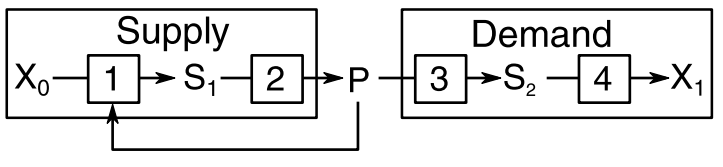 Supply Demand
X₀ 1 S₁ 2 P 3 S₂ 4 X₁